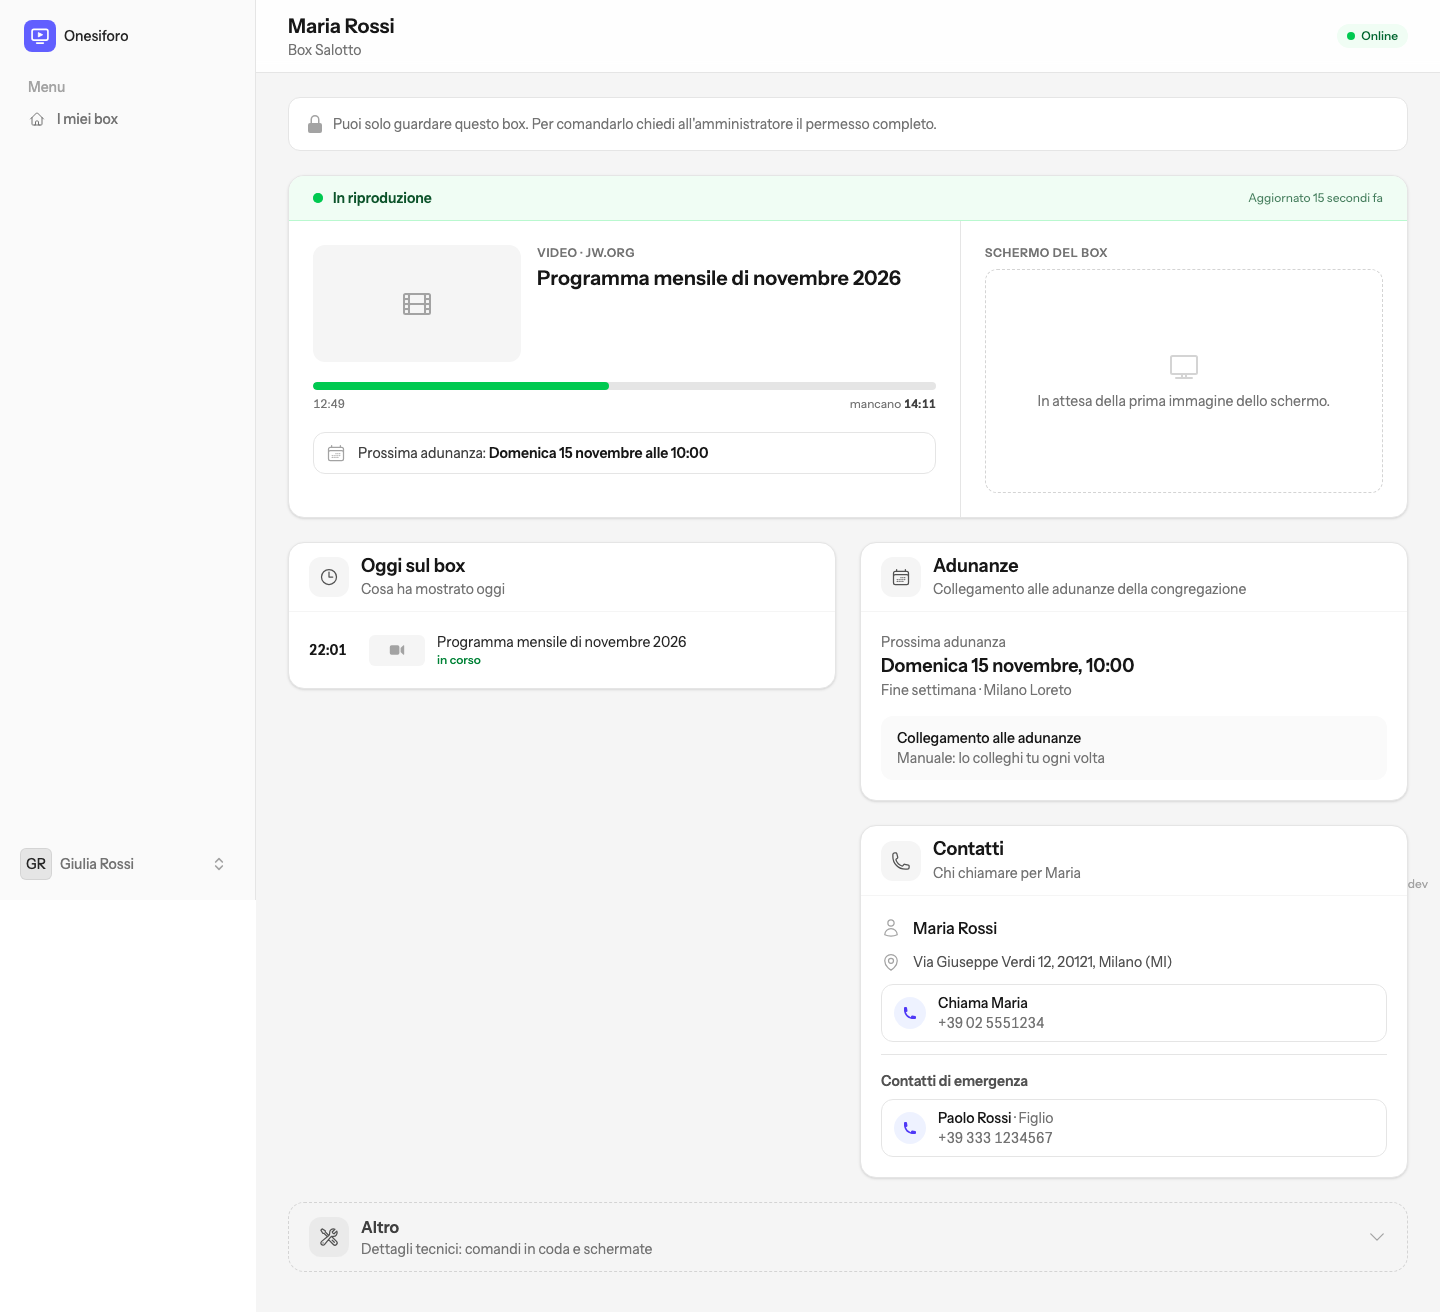 Onesiforo
Menu
I miei box
GR Giulia Rossi
Maria Rossi
Box Salotto
Online
Puoi solo guardare questo box. Per comandarlo chiedi all'amministratore il permesso completo.
In riproduzione
Aggiornato 15 secondi fa
VIDEO · JW.ORG
Programma mensile di novembre 2026
12:49
mancano 14:11
Prossima adunanza: Domenica 15 novembre alle 10:00
SCHERMO DEL BOX
In attesa della prima immagine dello schermo.
Oggi sul box
Cosa ha mostrato oggi
22:01
Programma mensile di novembre 2026
in corso
Adunanze
Collegamento alle adunanze della congregazione
Prossima adunanza
Domenica 15 novembre, 10:00
Fine settimana · Milano Loreto
Collegamento alle adunanze
Manuale: lo colleghi tu ogni volta
Contatti
Chi chiamare per Maria
dev
Maria Rossi
Via Giuseppe Verdi 12, 20121, Milano (MI)
Chiama Maria
+39 02 5551234
Contatti di emergenza
Paolo Rossi · Figlio
+39 333 1234567
Altro
Dettagli tecnici: comandi in coda e schermate